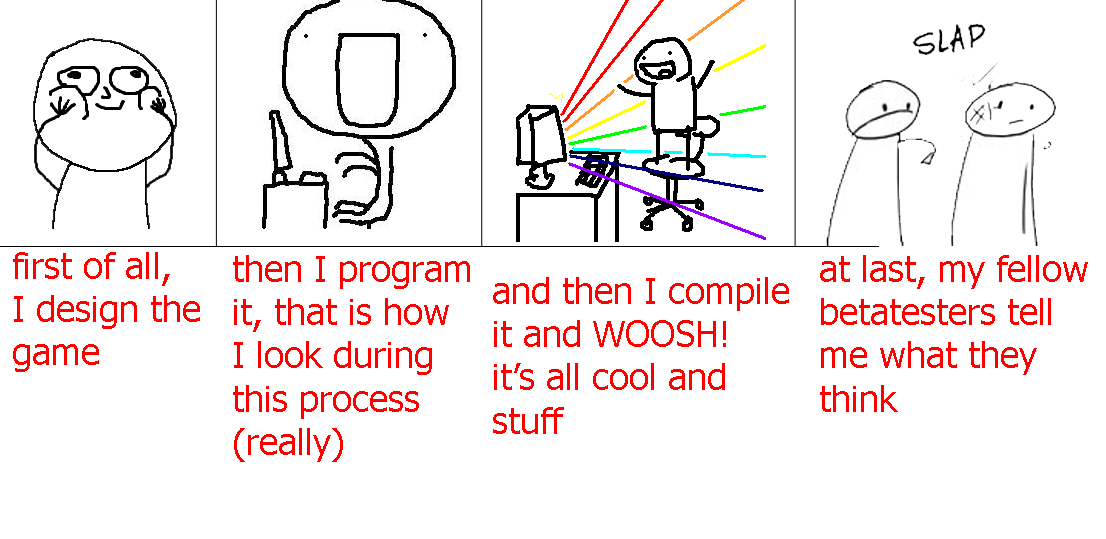 SLAP
first of all,
I design the
game
then I program
it, that is how
I look during
this process
(really)
and then I compile
it and WOOSH!
it's all cool and
stuff
at last, my fellow
betatesters tell
me what they
think